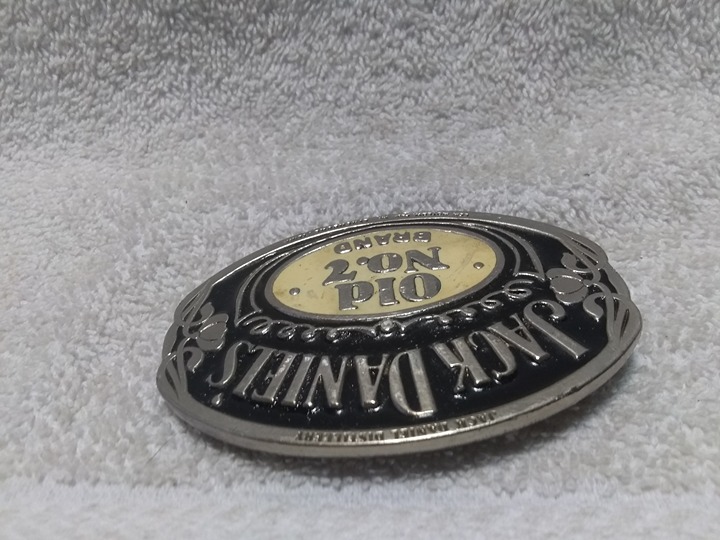 JACK DANIEL DISTILLERY
JACK DANIEL'S
OLD
NO. 7
BRAND